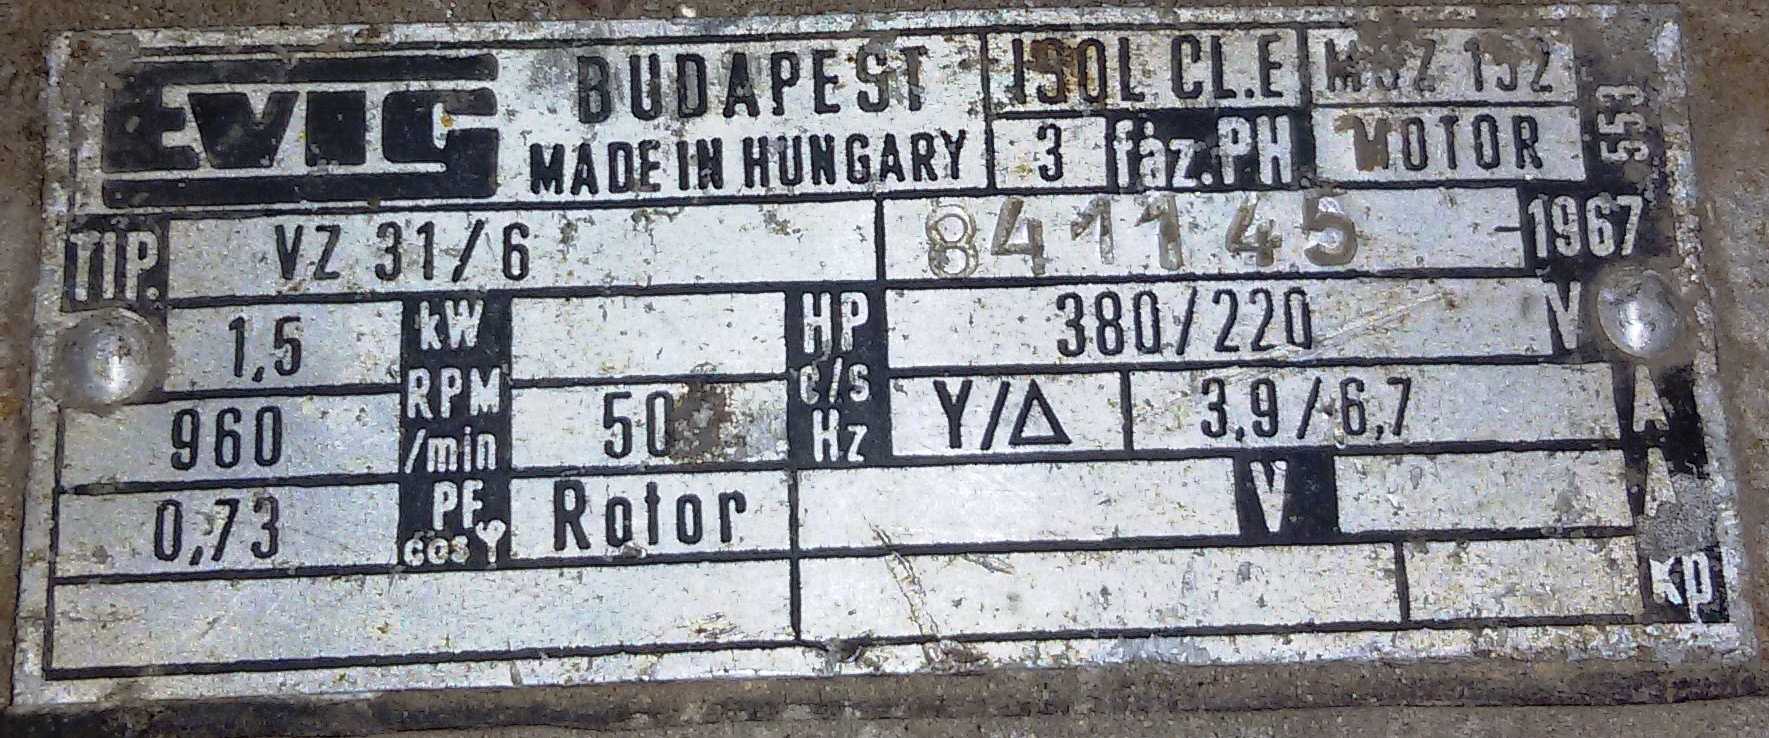 EVIG BUDAPEST ISOL CL.E MSZ 152
MADE IN HUNGARY 3 fáz.PH MOTOR 553
TIP. VZ 31/6 841145 1967
1,5 kW HP 380/220 V
960 RPM /min 50 c/s Hz Y/Δ 3,9/6,7 A
0,73 PF cos φ Rotor V A
kp